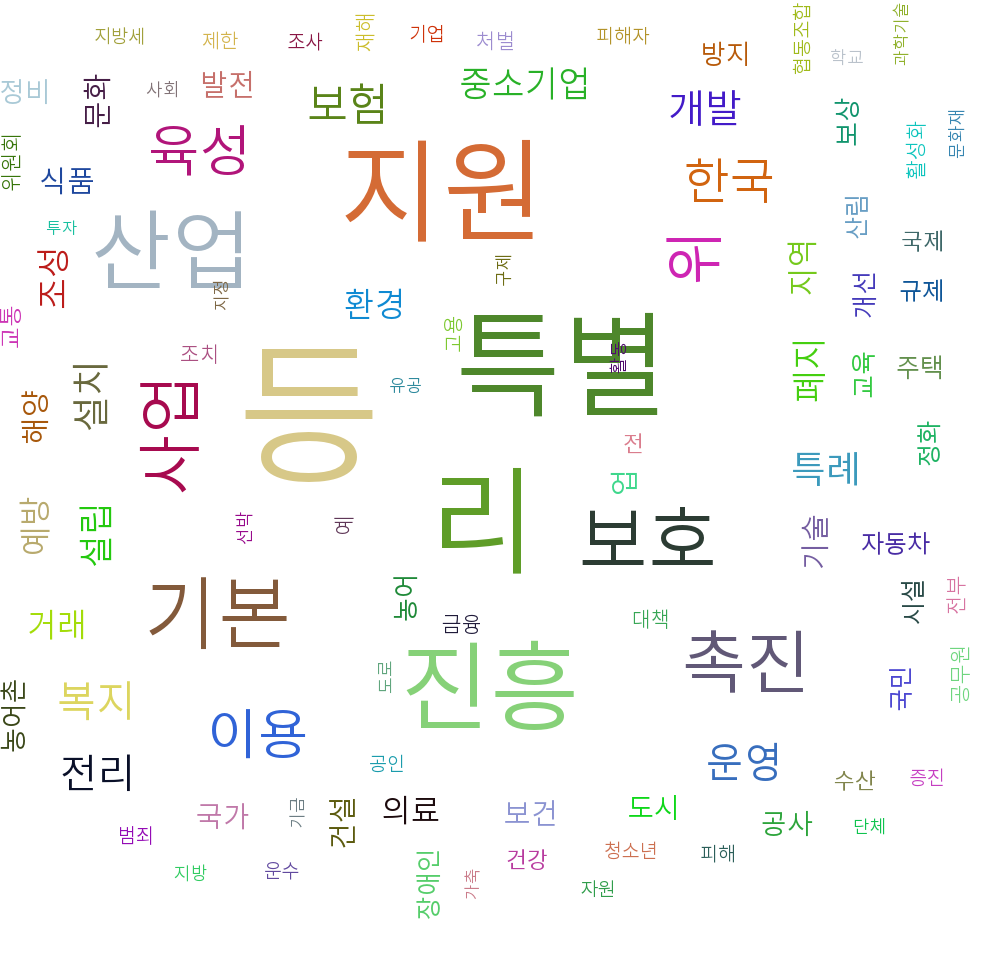 지방세
제한
조사
재해
기업
처벌
피해자
방지
협동조합
학교
과학기술
정비
문화
사회
발전
보험
중소기업
개발
보상
활성화
문화재
위원회
식품
육성
지원
한국
산림
투자
산업
위
지역
국제
조성
지정
환경
규제
개선
규제
교통
조치
고용
특별
활동
폐지
교육
주택
해양
설치
사업
등
유공
전
정화
예방
설립
선박
예
리
업
보호
특례
기술
자동차
거래
기본
농어
금융
대책
시설
전부
농어촌
복지
이용
도로
진흥
촉진
국민
공무원
전리
공인
운영
수산
증진
국가
기금
건설
의료
보건
도시
공사
단체
범죄
지방
운수
장애인
가축
건강
청소년
피해
자원